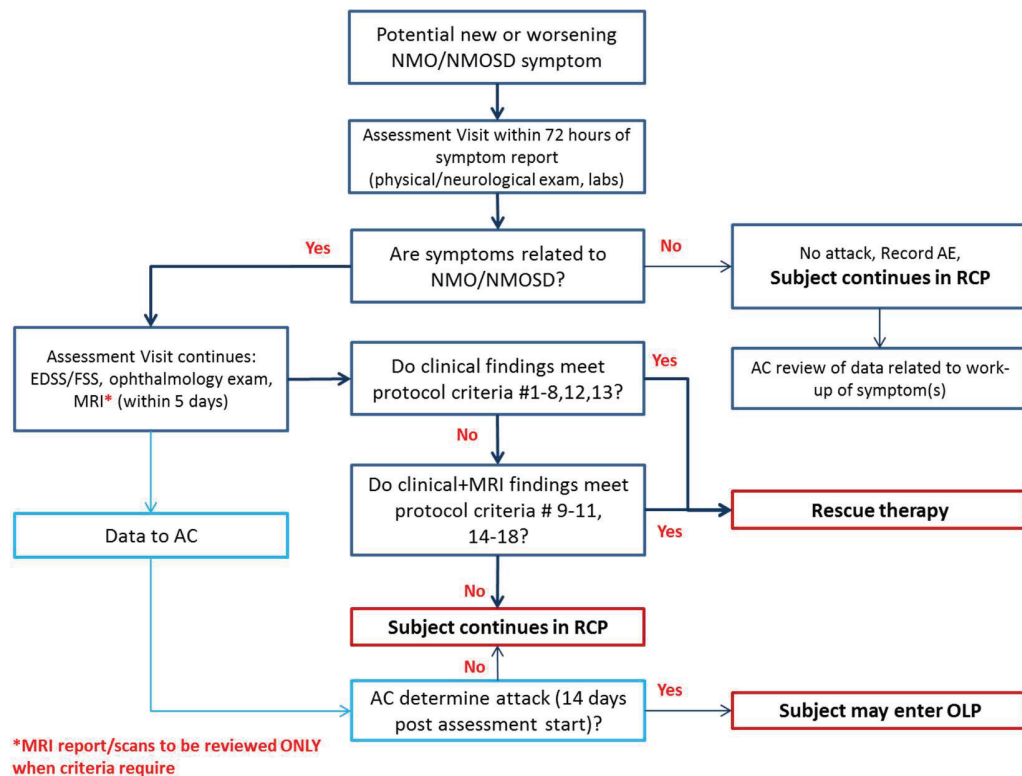 Potential new or worsening
NMO/NMOSD symptom
Assessment Visit within 72 hours of
symptom report
(physical/neurological exam, labs)
Yes
Are symptoms related to
NMO/NMOSD?
No
No attack, Record AE,
Subject continues in RCP
Assessment Visit continues:
EDSS/FSS, ophthalmology exam,
MRI* (within 5 days)
Do clinical findings meet
protocol criteria #1-8,12,13?
Yes
AC review of data related to work-
up of symptom(s)
No
Data to AC
Do clinical+MRI findings meet
protocol criteria # 9-11,
14-18?
Yes
Rescue therapy
No
Subject continues in RCP
No
AC determine attack (14 days
post assessment start)?
Yes
Subject may enter OLP
*MRI report/scans to be reviewed ONLY
when criteria require